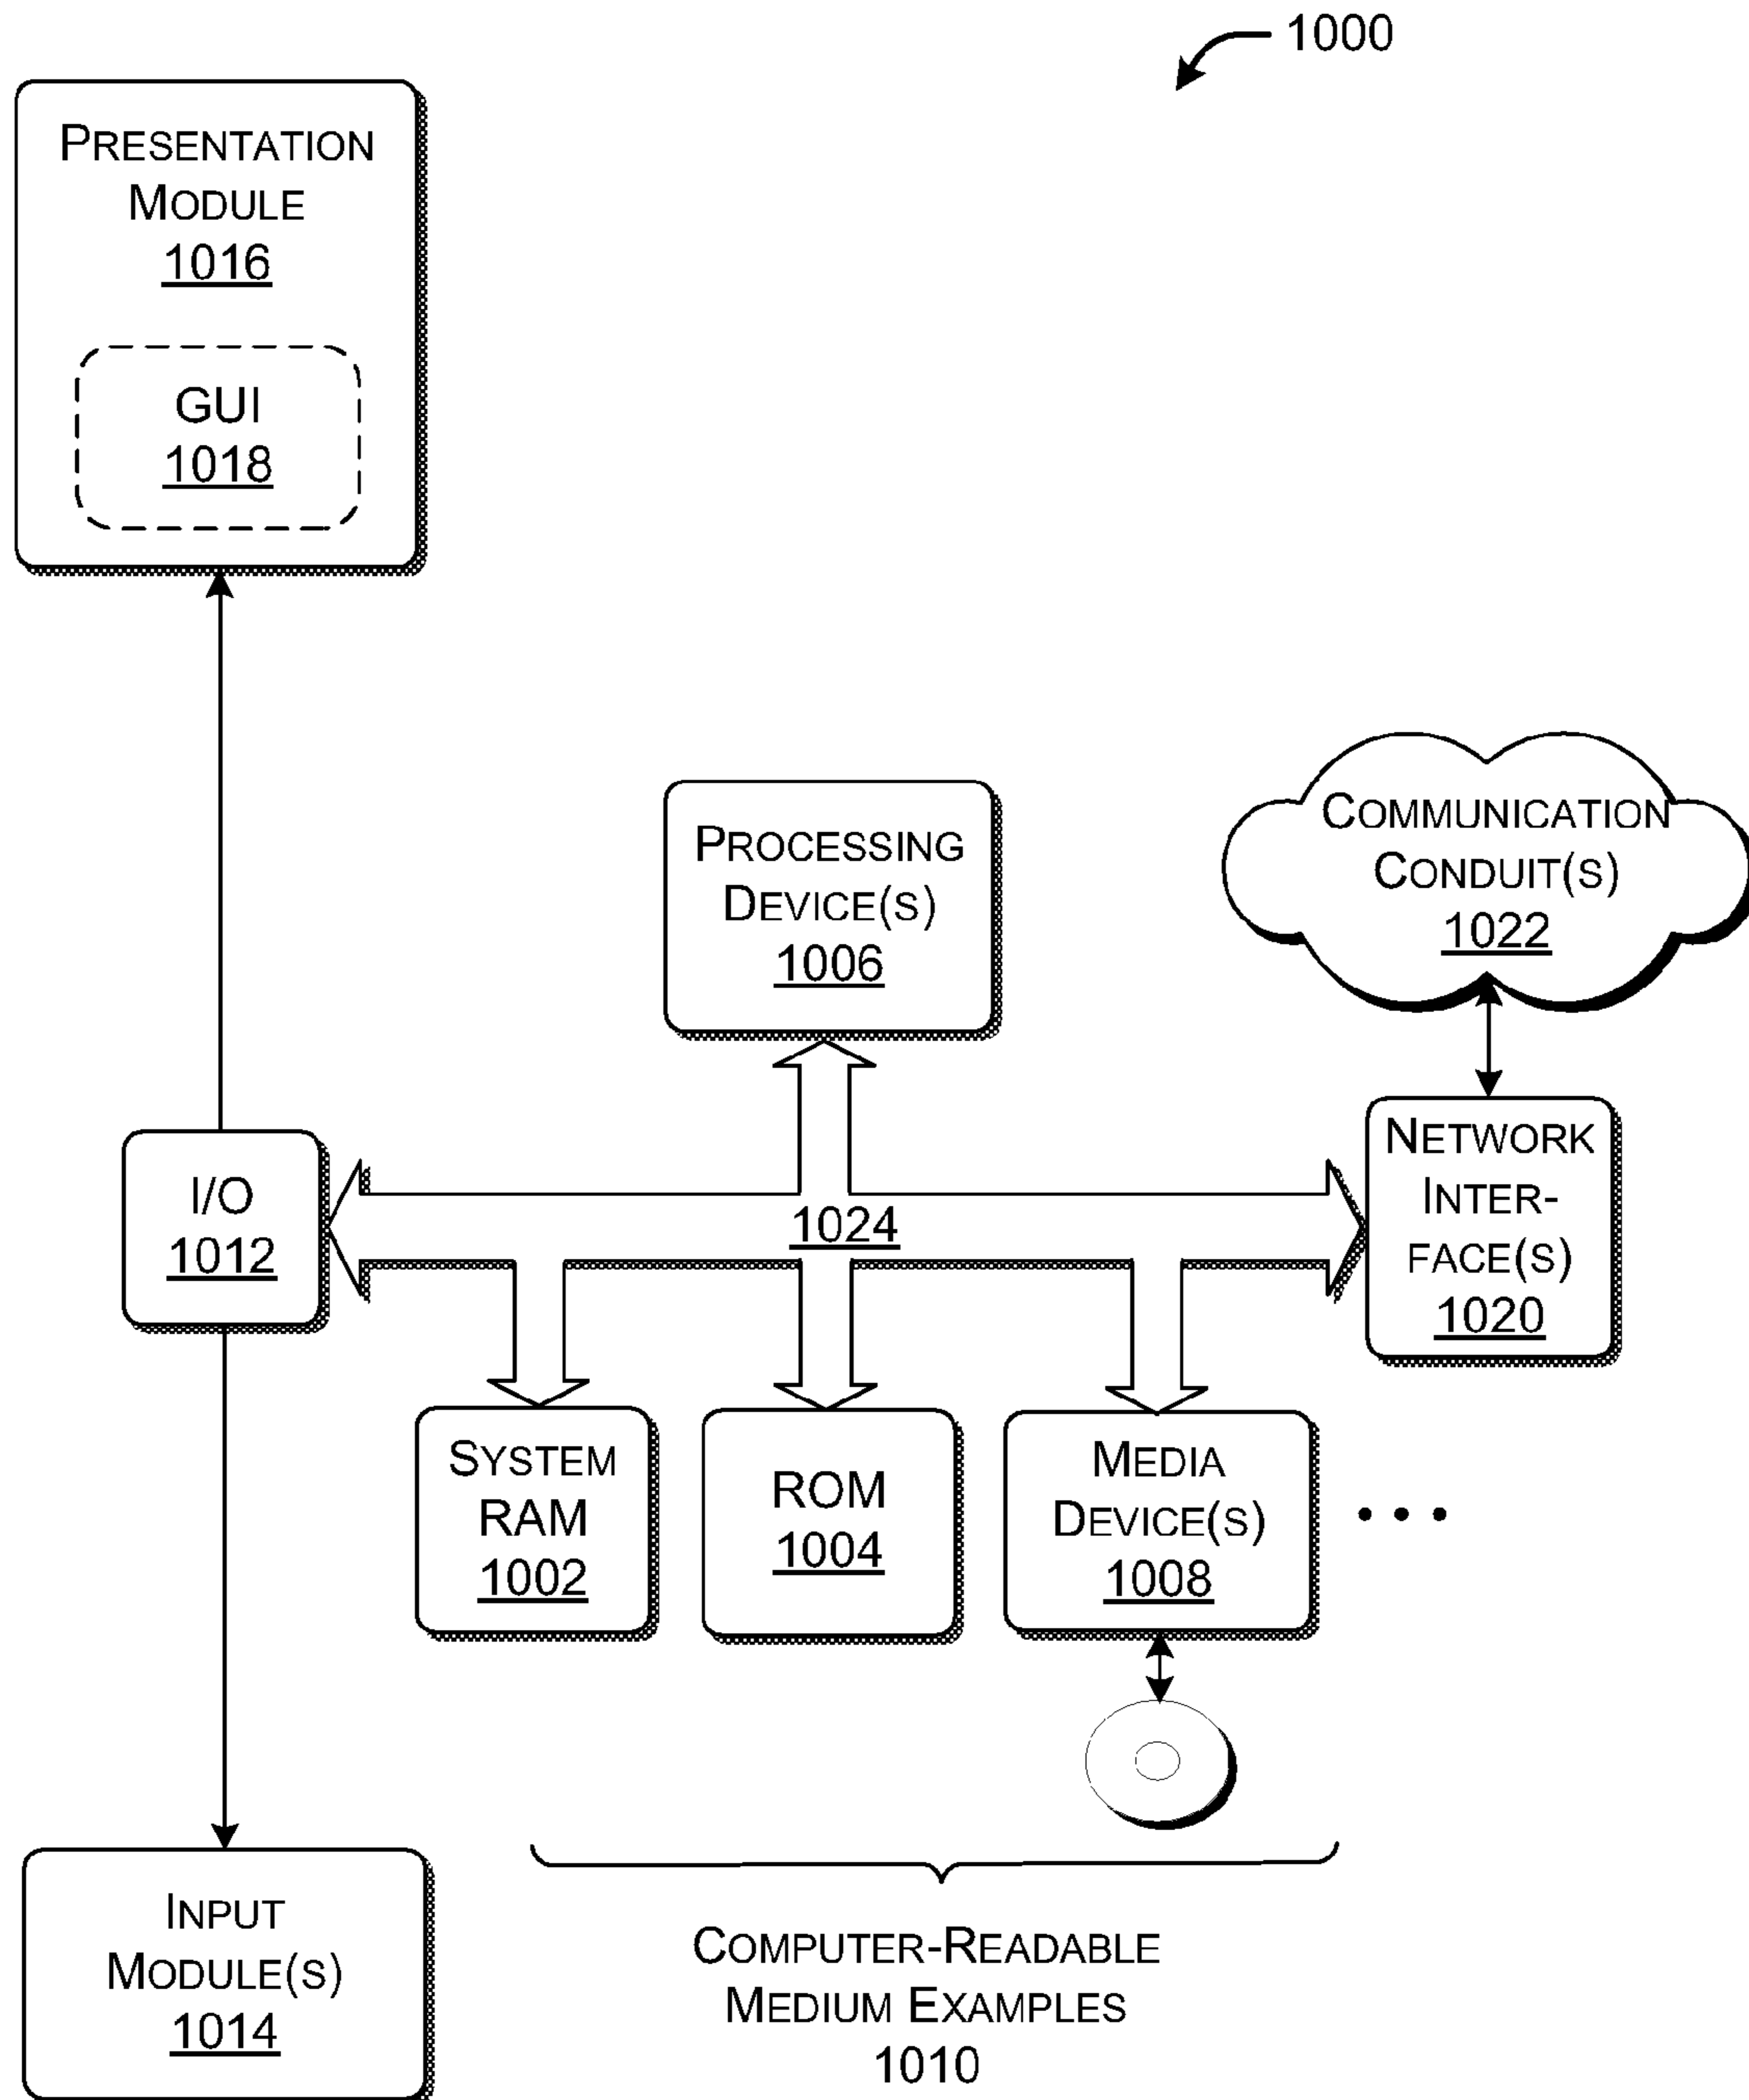 1000
PRESENTATION
MODULE
1016
GUI
1018
PROCESSING
DEVICE(S)
1006
COMMUNICATION
CONDUIT(S)
1022
I/O
1012
1024
NETWORK
INTER-
FACE(S)
1020
SYSTEM
RAM
1002
ROM
1004
MEDIA
DEVICE(S)
1008
• • •
INPUT
MODULE(S)
1014
COMPUTER-READABLE
MEDIUM EXAMPLES
1010